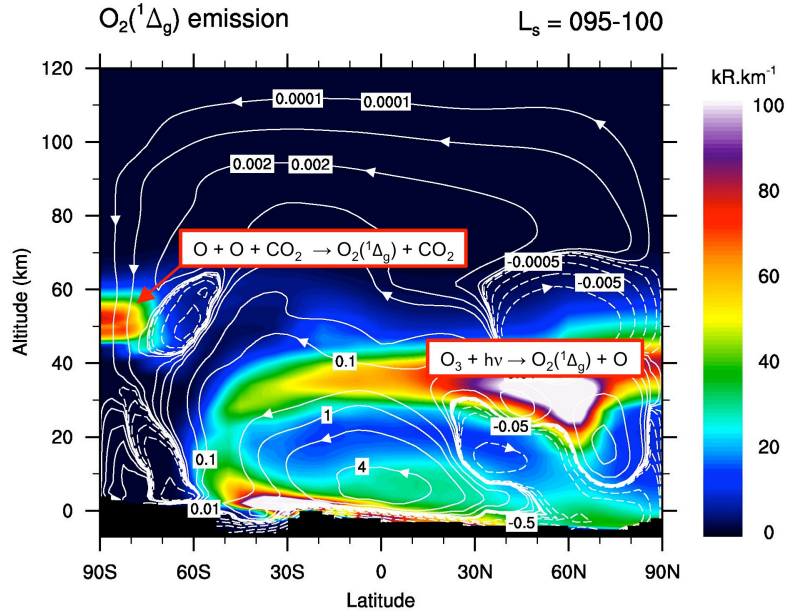 O₂(¹Δg) emission
Lₛ = 095-100
kR.km⁻¹
120
100
80
60
40
20
0
Altitude (km)
0.0001
0.0001
0.002
0.002
O + O + CO₂ → O₂(¹Δg) + CO₂
-0.0005
-0.005
0.1
O₃ + hν → O₂(¹Δg) + O
1
-0.05
0.1
4
0.01
-0.5
90S
60S
30S
0
30N
60N
90N
Latitude
100
80
60
40
20
0